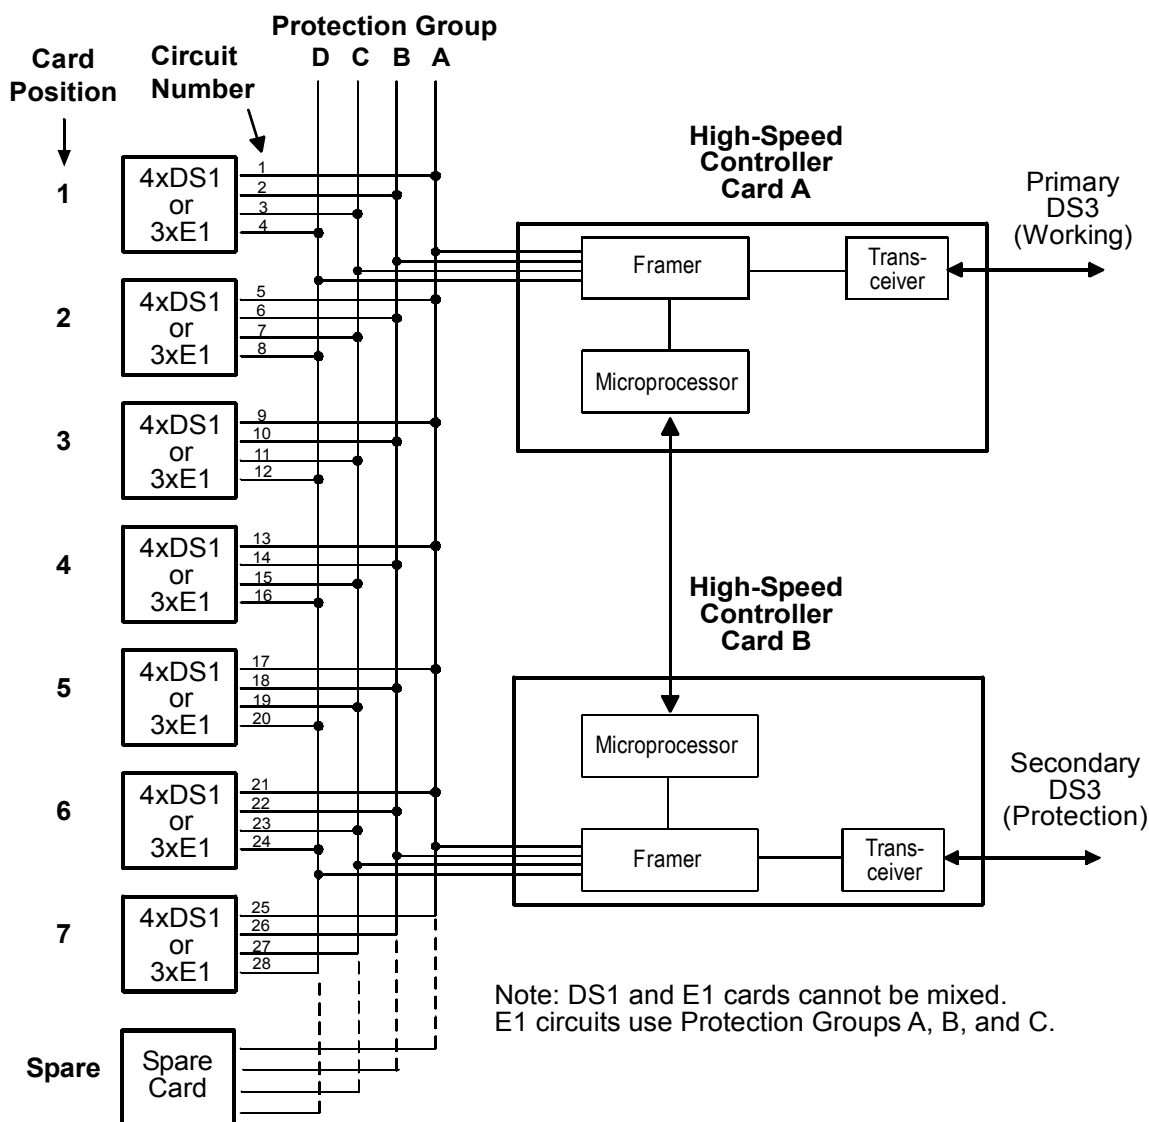 Protection Group
D C B A
Card
Position
Circuit
Number
1
4xDS1
or
3xE1
1
2
3
4
2
4xDS1
or
3xE1
5
6
7
8
3
4xDS1
or
3xE1
9
10
11
12
4
4xDS1
or
3xE1
13
14
15
16
5
4xDS1
or
3xE1
17
18
19
20
6
4xDS1
or
3xE1
21
22
23
24
7
4xDS1
or
3xE1
25
26
27
28
Spare
Spare
Card
High-Speed
Controller
Card A
Framer
Trans-
ceiver
Microprocessor
Primary
DS3
(Working)
High-Speed
Controller
Card B
Microprocessor
Framer
Trans-
ceiver
Secondary
DS3
(Protection)
Note: DS1 and E1 cards cannot be mixed.
E1 circuits use Protection Groups A, B, and C.